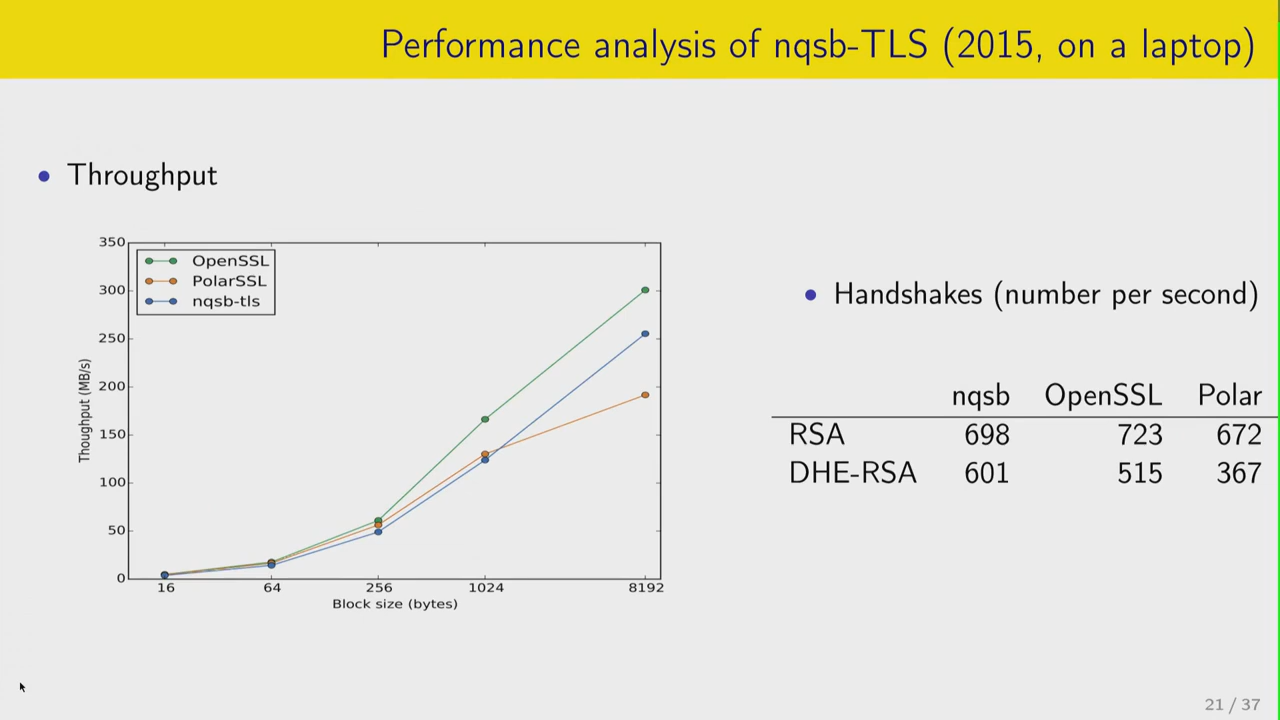 Performance analysis of nqsb-TLS (2015, on a laptop)
• Throughput
350
300
250
200
150
100
50
0
Thoughput (MB/s)
OpenSSL
PolarSSL
nqsb-tls
16 64 256 1024 8192
Block size (bytes)
• Handshakes (number per second)
nqsb OpenSSL Polar
RSA 698 723 672
DHE-RSA 601 515 367
21 / 37